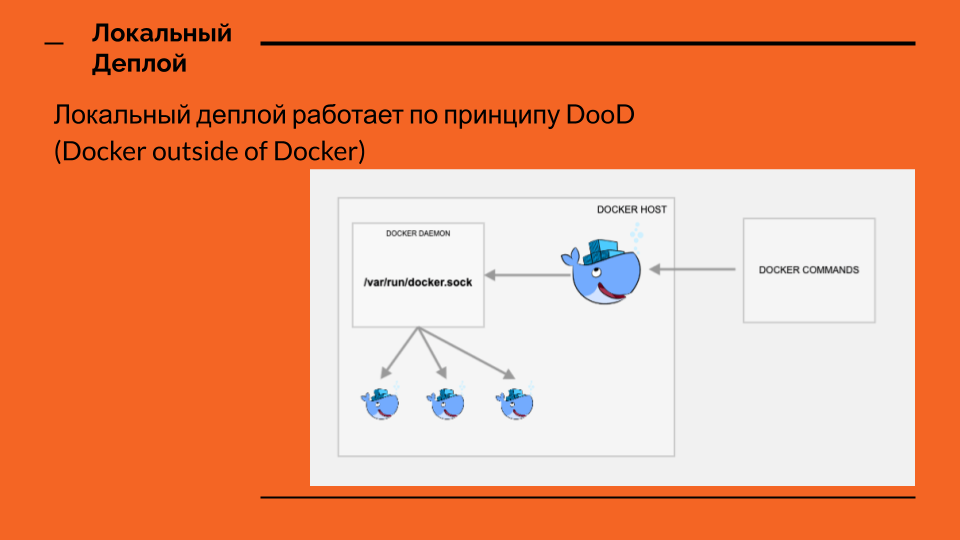 Локальный
Деплой
Локальный деплой работает по принципу DooD
(Docker outside of Docker)
DOCKER HOST
DOCKER DAEMON
/var/run/docker.sock
DOCKER COMMANDS